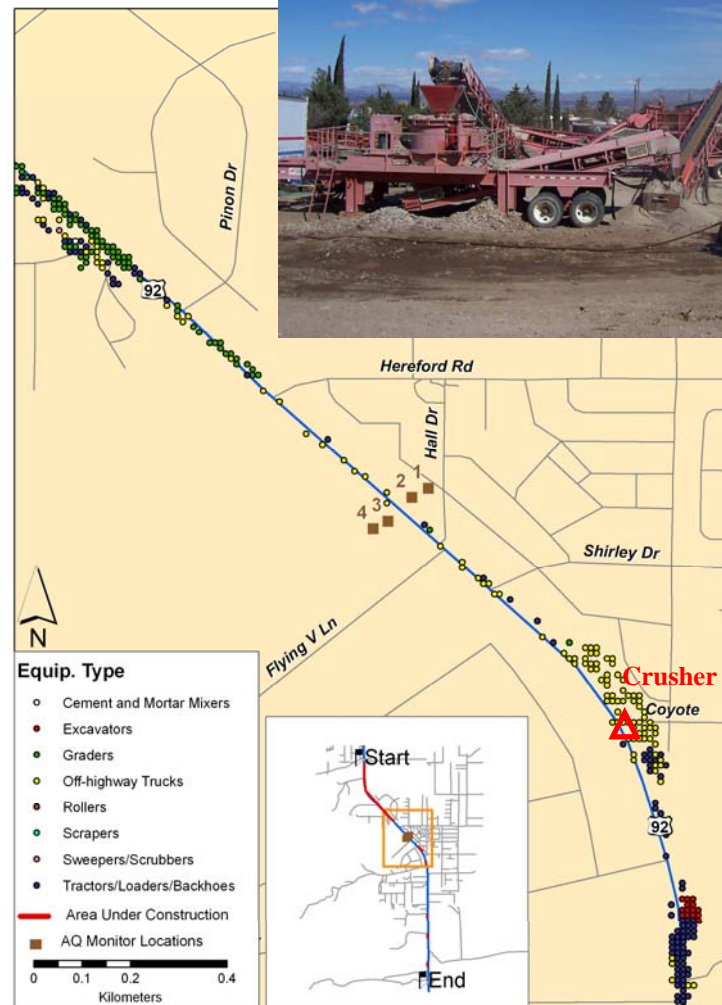 Pinon Dr
92
Hereford Rd
Hall Dr
1
2
3
4
Shirley Dr
Flying V Ln
N
Crusher
Coyote
92
Equip. Type
Cement and Mortar Mixers
Excavators
Graders
Off-highway Trucks
Rollers
Scrapers
Sweepers/Scrubbers
Tractors/Loaders/Backhoes
Area Under Construction
AQ Monitor Locations
0 0.1 0.2 0.4
Kilometers
Start
End